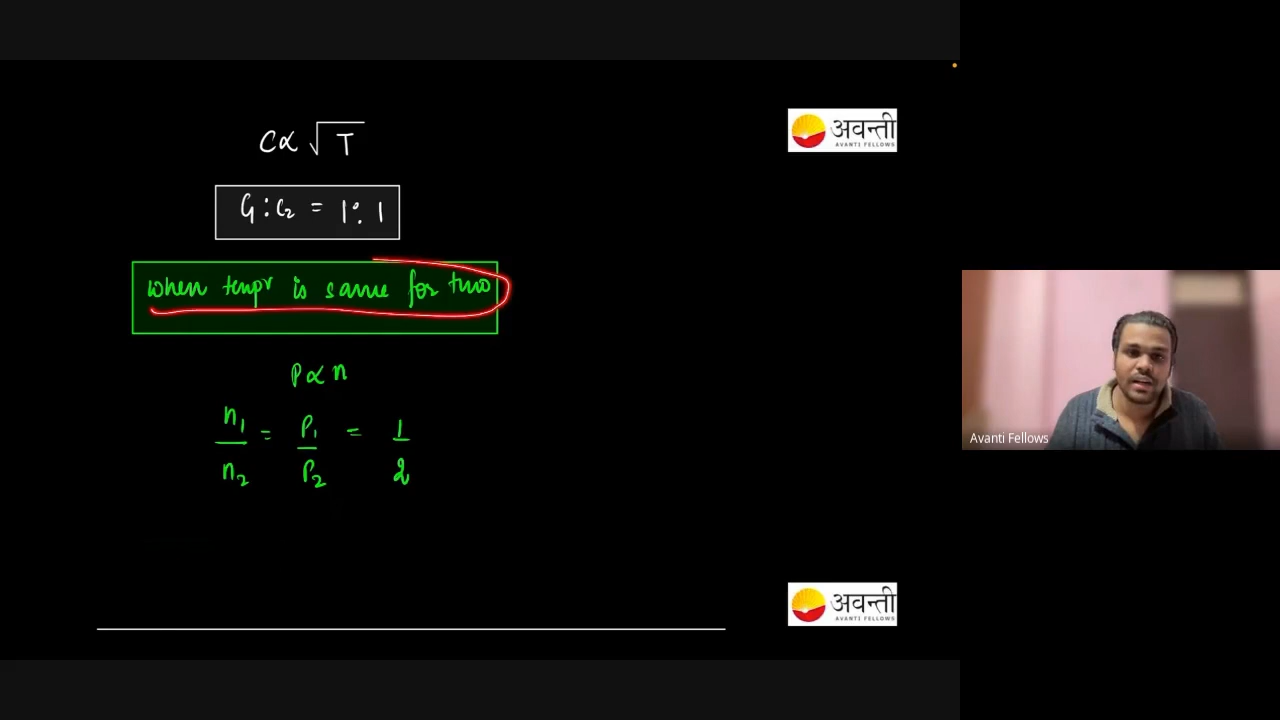 C∝ √T
अवन्ती
AVANTI FELLOWS
C1 : C2 = 1 : 1
when tempr is same for two
P ∝ n
n1/n2 = P1/P2 = 1/2
Avanti Fellows
अवन्ती
AVANTI FELLOWS